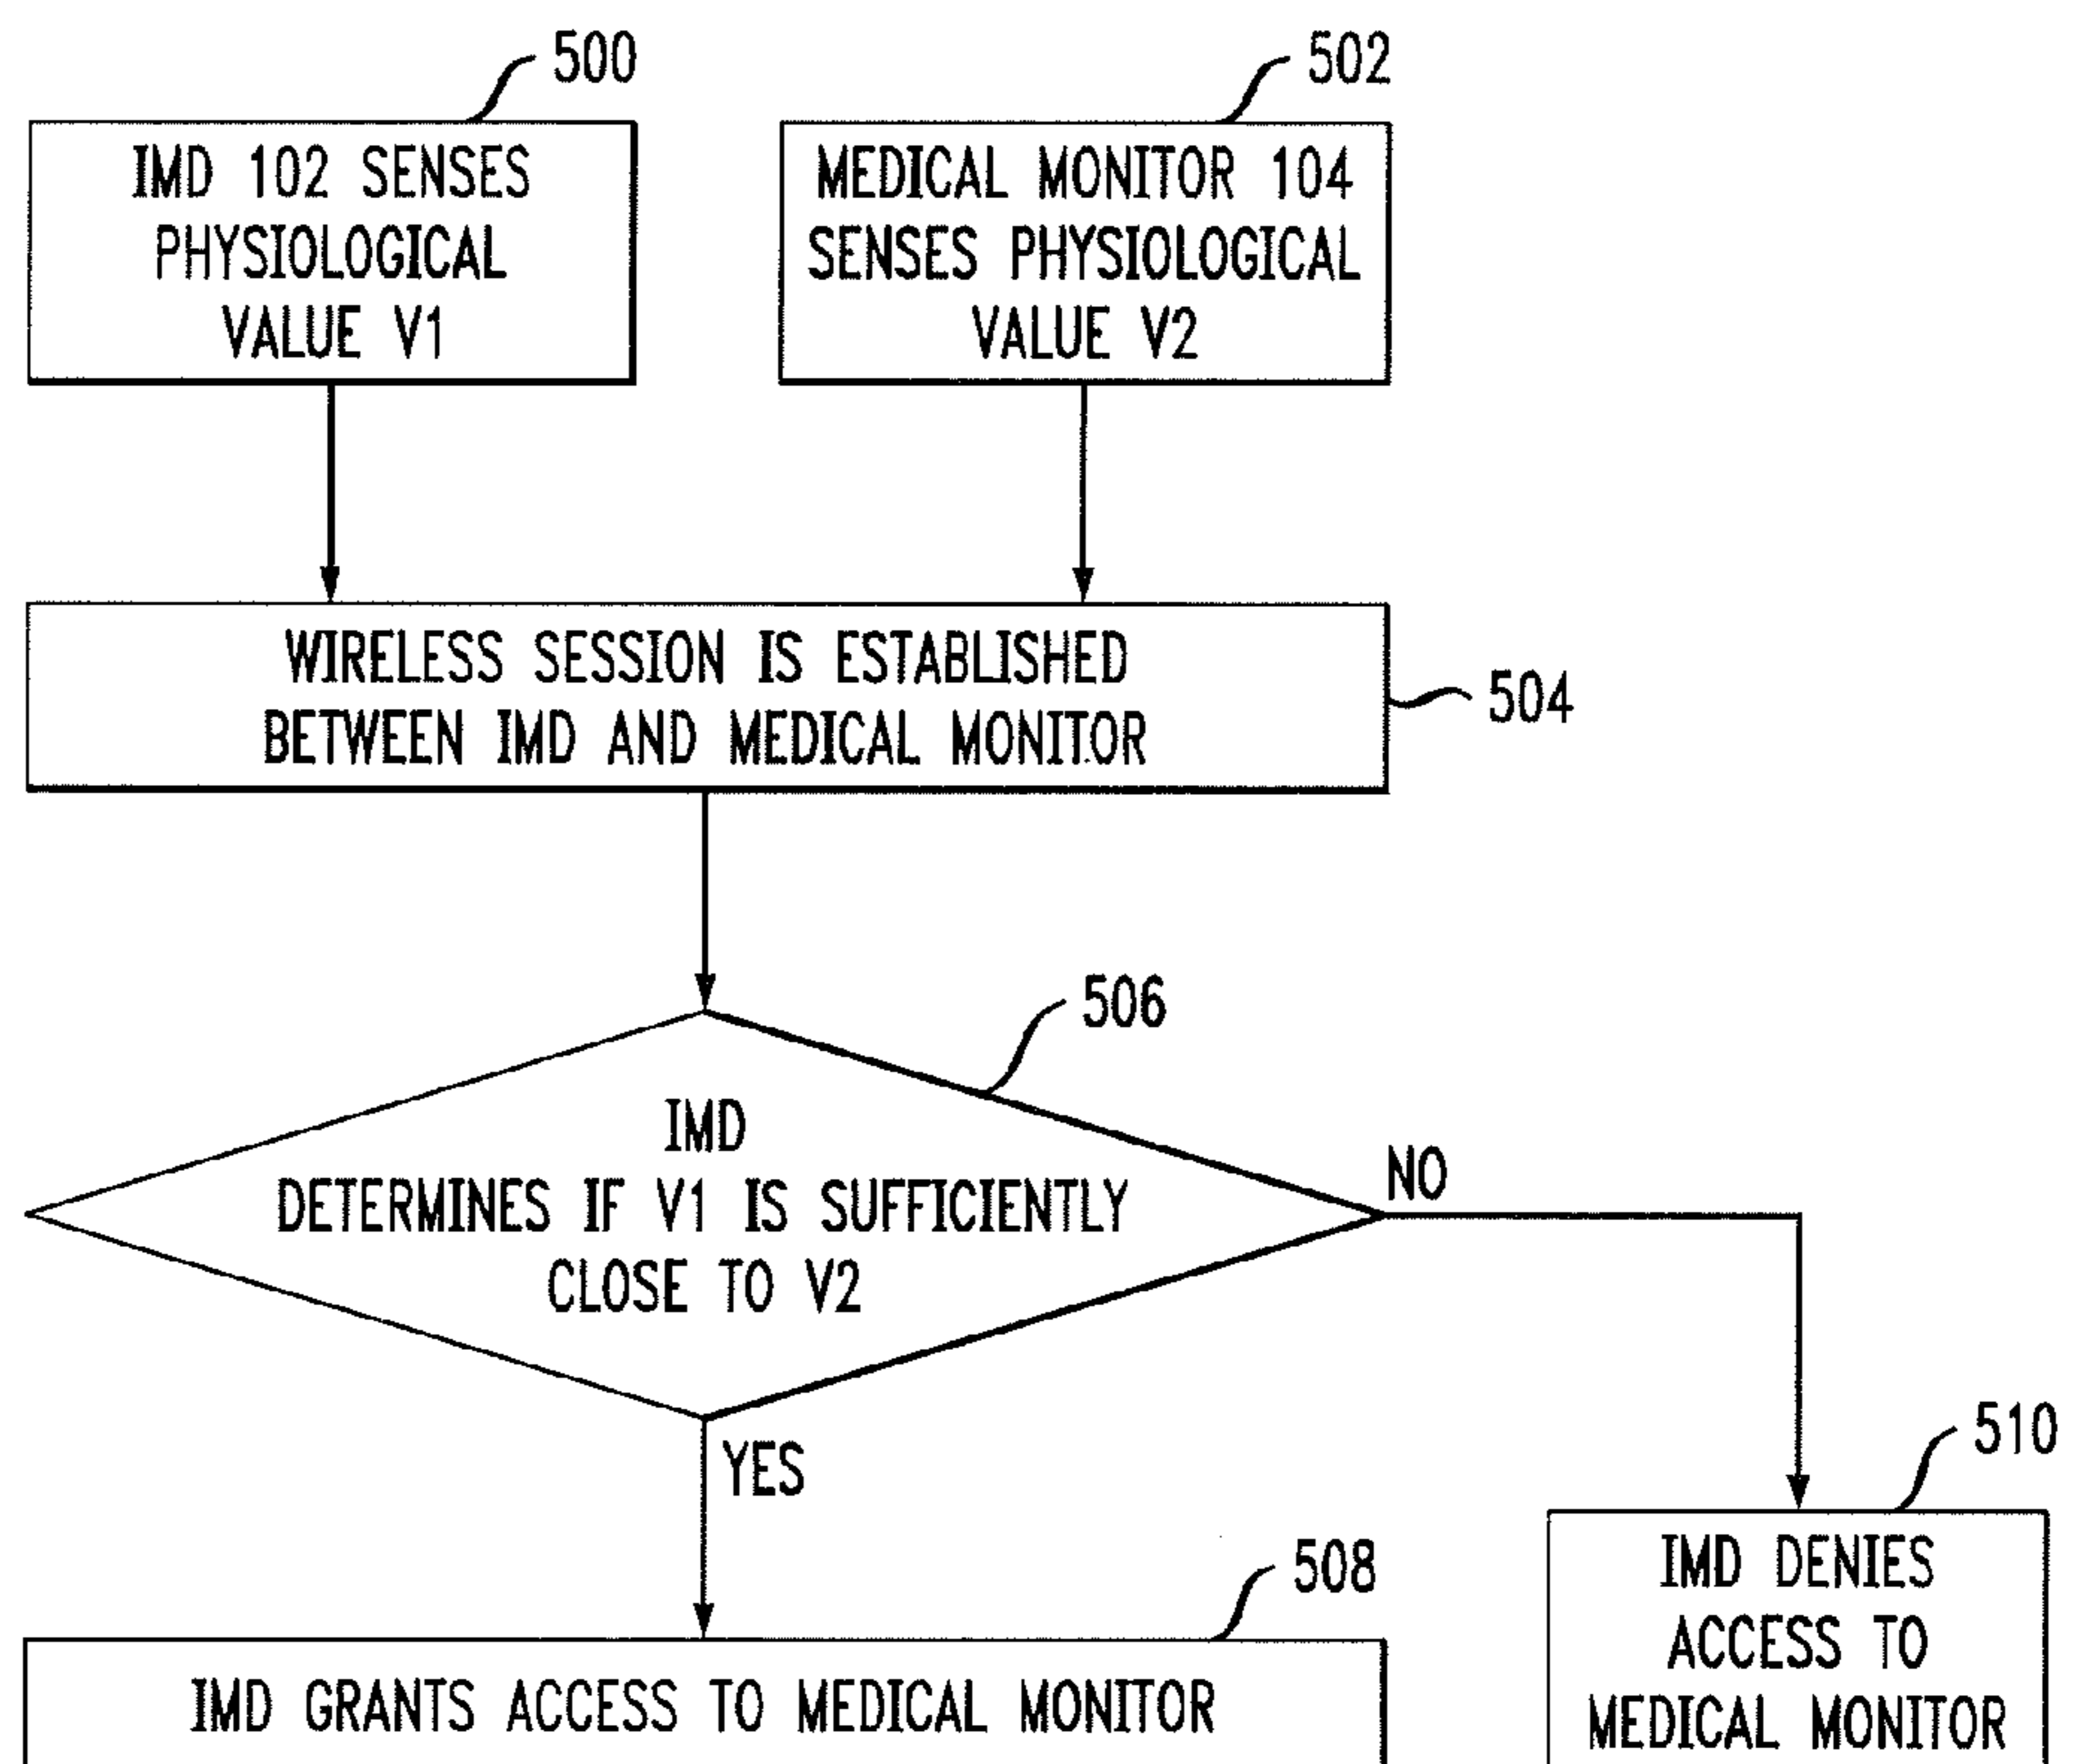 500
IMD 102 SENSES
PHYSIOLOGICAL
VALUE V1
502
MEDICAL MONITOR 104
SENSES PHYSIOLOGICAL
VALUE V2
WIRELESS SESSION IS ESTABLISHED
BETWEEN IMD AND MEDICAL MONITOR
504
506
IMD
DETERMINES IF V1 IS SUFFICIENTLY
CLOSE TO V2
NO
YES
508
IMD GRANTS ACCESS TO MEDICAL MONITOR
510
IMD DENIES
ACCESS TO
MEDICAL MONITOR